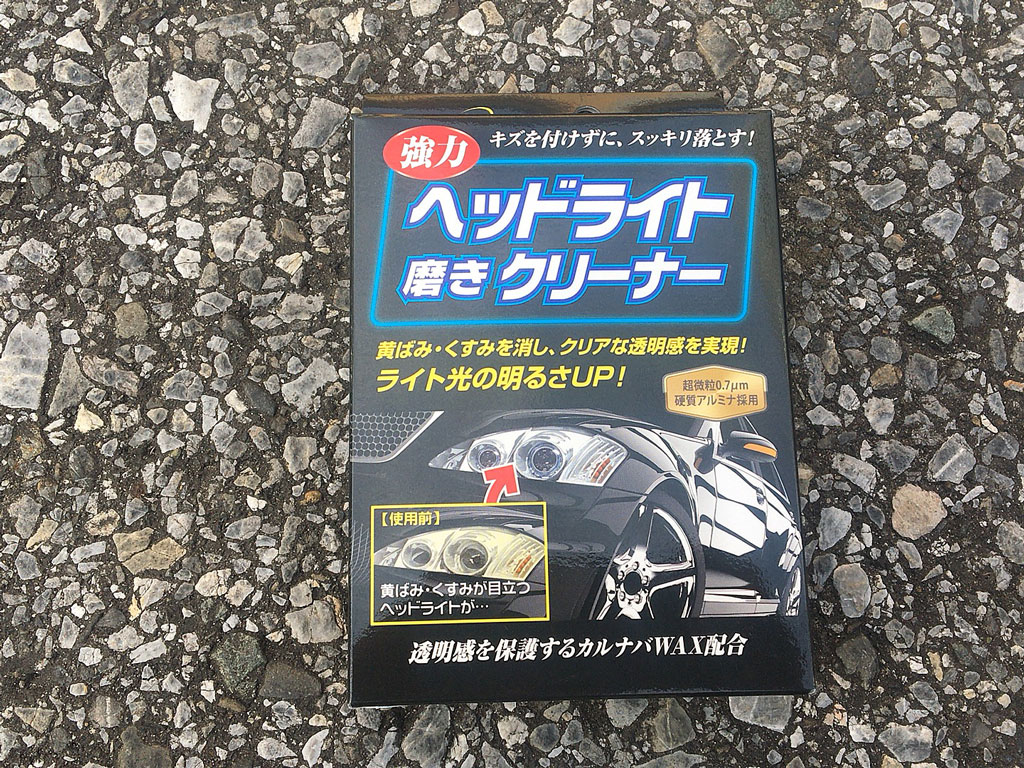 強力
キズを付けずに、スッキリ落とす!
ヘッドライト
磨きクリーナー
黄ばみ・くすみを消し、クリアな透明感を実現!
ライト光の明るさUP!
超微粒0.7μm
硬質アルミナ採用
【使用前】
黄ばみ・くすみが目立つ
ヘッドライトが…
透明感を保護するカルナバWAX配合